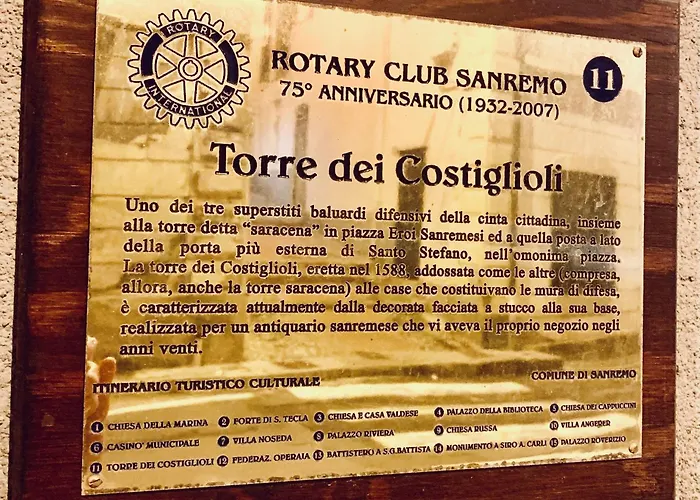 ROTARY
INTERNATIONAL
ROTARY CLUB SANREMO
11
75° ANNIVERSARIO (1932-2007)
Torre dei Costiglioli
Uno dei tre superstiti baluardi difensivi della cinta cittadina, insieme
alla torre detta “saracena” in piazza Eroi Sanremesi ed a quella posta a lato
della porta più esterna di Santo Stefano, nell'omonima piazza.
La torre dei Costiglioli, eretta nel 1588, addossata come le altre (compresa,
allora, anche la torre saracena) alle case che costituivano le mura di difesa,
è caratterizzata attualmente dalla decorata facciata a stucco alla sua base,
realizzata per un antiquario sanremese che vi aveva il proprio negozio negli
anni venti.
ITINERARIO TURISTICO CULTURALE COMUNE DI SANREMO
1 CHIESA DELLA MARINA 2 FORTE DI S. TECLA 3 CHIESA E CASA VALDESE 4 PALAZZO DELLA BIBLIOTECA 5 CHIESA DEI CAPPUCCINI
6 CASINO' MUNICIPALE 7 VILLA NOSEDA 8 PALAZZO RIVIERA 9 CHIESA RUSSA 10 VILLA ANGERER
11 TORRE DEI COSTIGLIOLI 12 FEDERAZ. OPERAIA 13 BATTISTERO A S.G.BATTISTA 14 MONUMENTO A SIRO A. CARLI 15 PALAZZO ROVERIZIO